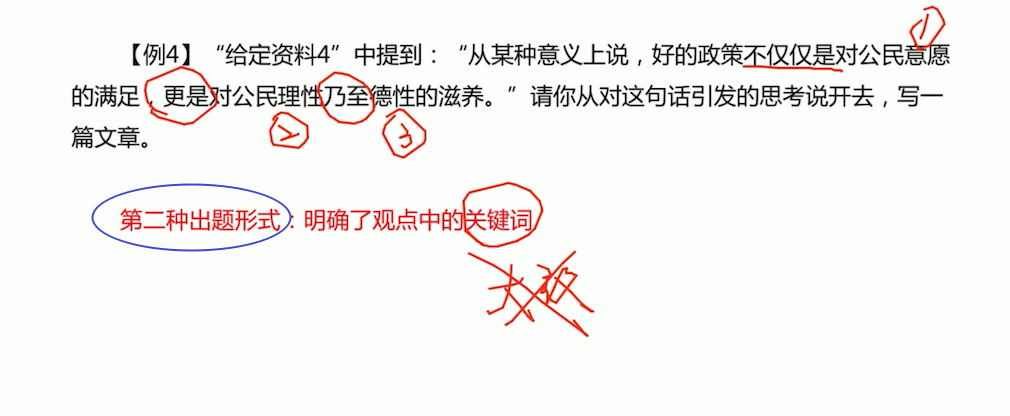 ①
【例4】“给定资料4”中提到：“从某种意义上说，好的政策不仅仅是对公民意愿
的满足，更是对公民理性乃至德性的滋养。”请你从对这句话引发的思考说开去，写一
篇文章。
② ③
第二种出题形式：明确了观点中的关键词